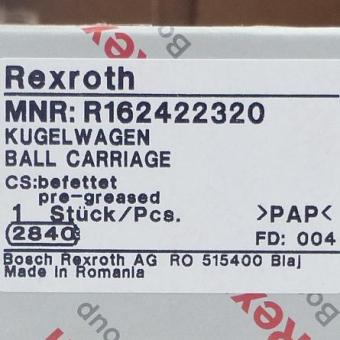 Rexroth
MNR: R162422320
KUGELWAGEN
BALL CARRIAGE
CS:befettet
pre-greased
1 Stück/Pcs. >PAP<
2840 FD: 004
Bosch Rexroth AG RO 515400 Blaj
Made in Romania